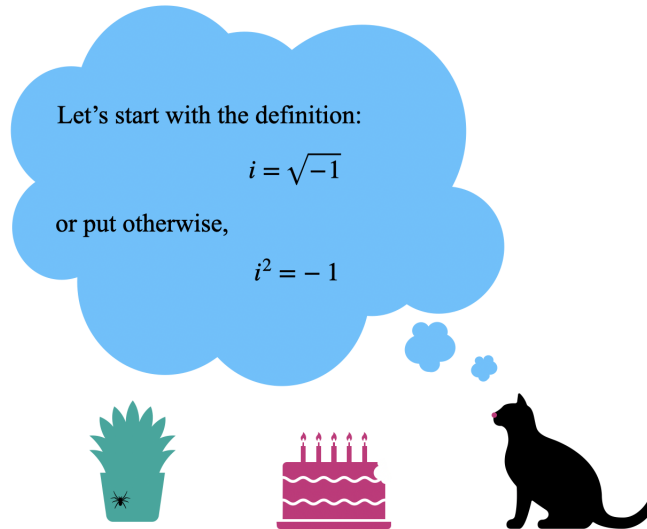 Let’s start with the definition:
i = √−1
or put otherwise,
i² = − 1